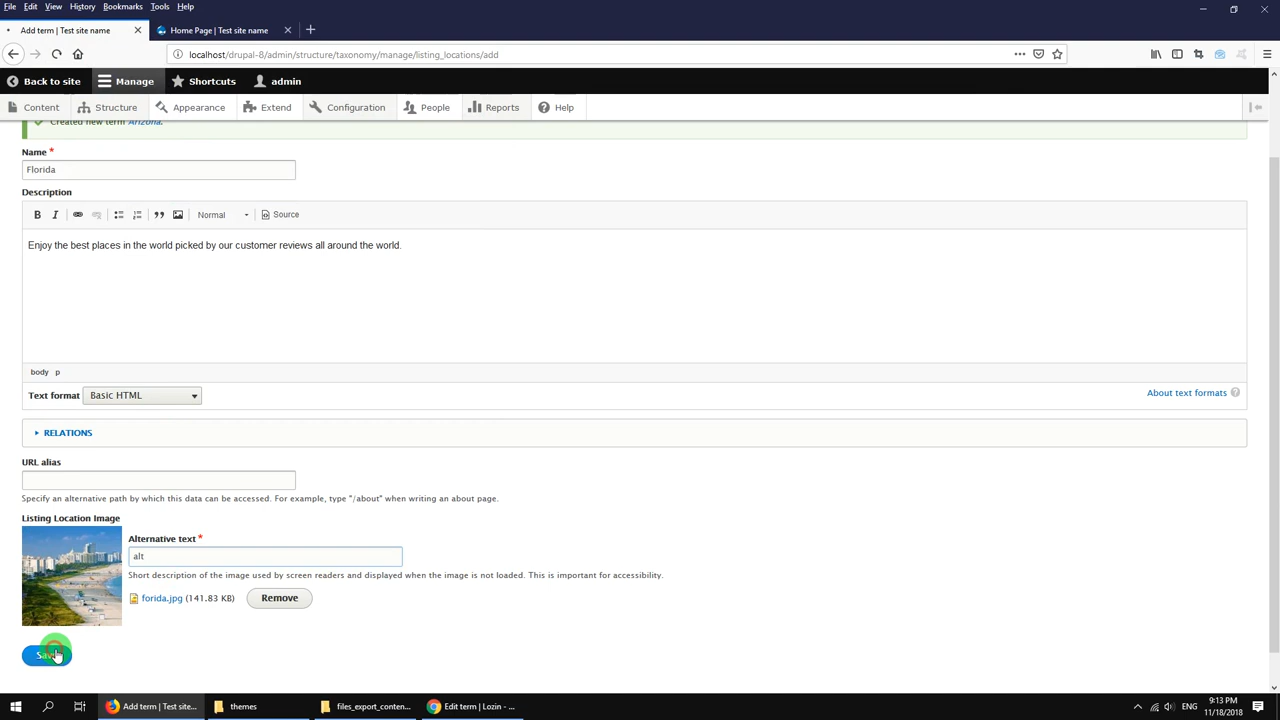 File Edit View History Bookmarks Tools Help
Add term | Test site name
Home Page | Test site name
localhost/drupal-8/admin/structure/taxonomy/manage/listing_locations/add
Back to site Manage Shortcuts admin
Content Structure Appearance Extend Configuration People Reports Help
Created new term Arizona.
Name *
Florida
Description
Normal Source
Enjoy the best places in the world picked by our customer reviews all around the world.
body p
Text format Basic HTML About text formats
RELATIONS
URL alias
Specify an alternative path by which this data can be accessed. For example, type "/about" when writing an about page.
Listing Location Image
Alternative text *
alt
Short description of the image used by screen readers and displayed when the image is not loaded. This is important for accessibility.
forida.jpg (141.83 KB) Remove
Save
Add term | Test site... themes files_export_conten... Edit term | Lozin - ... ENG 9:13 PM
11/18/2018